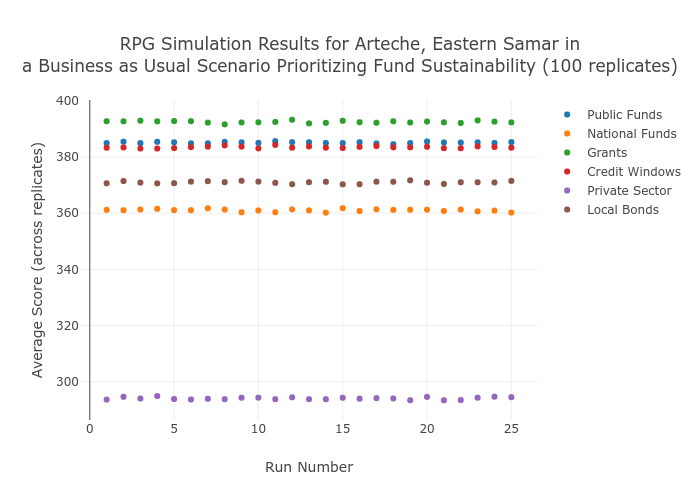 RPG Simulation Results for Arteche, Eastern Samar in
a Business as Usual Scenario Prioritizing Fund Sustainability (100 replicates)
Average Score (across replicates)
400
380
360
340
320
300
0
5
10
15
20
25
Run Number
Public Funds
National Funds
Grants
Credit Windows
Private Sector
Local Bonds